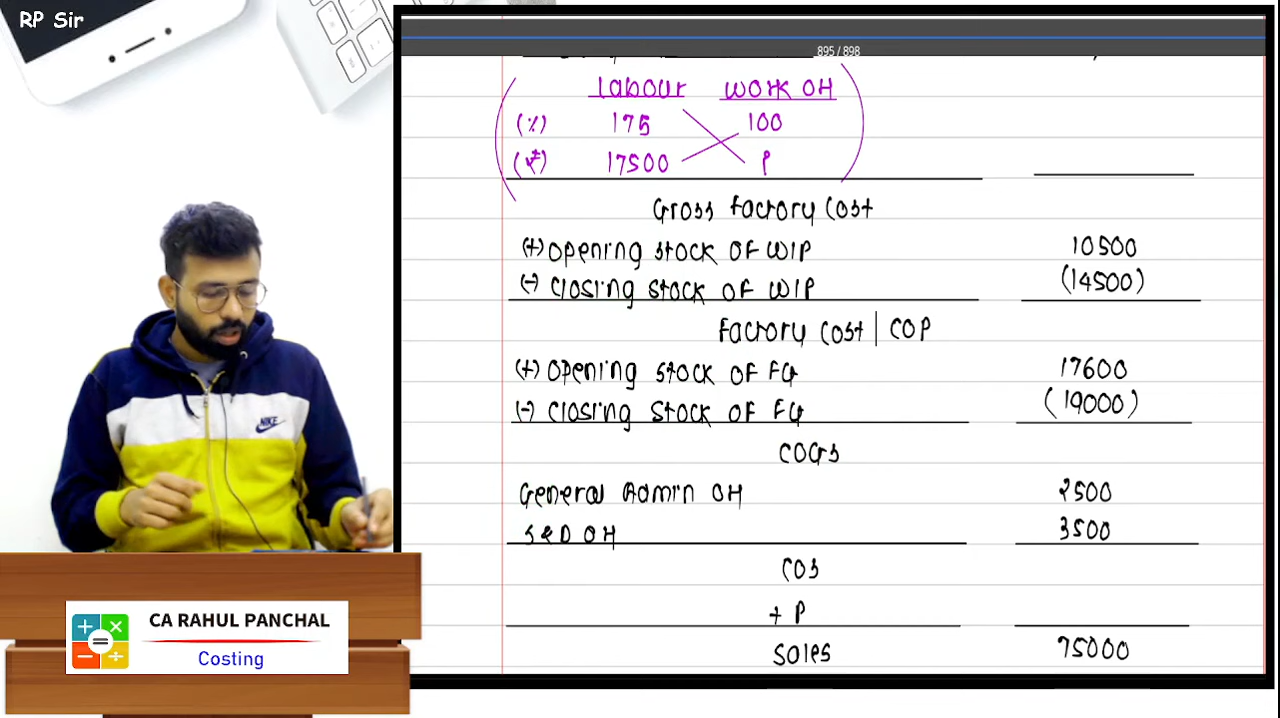 RP Sir
895 / 898
Labour Work OH
(%) 175 100
(₹) 17500 ?
Gross Factory Cost
(+) Opening Stock OF WIP 10500
(-) Closing Stock OF WIP (14500)
Factory Cost | COP
(+) Opening Stock OF FG 17600
(-) Closing Stock OF FG (19000)
COGS
General Admin OH 2500
S & D OH 3500
COS
+ P
Sales 75000
NIKE
CA RAHUL PANCHAL
Costing